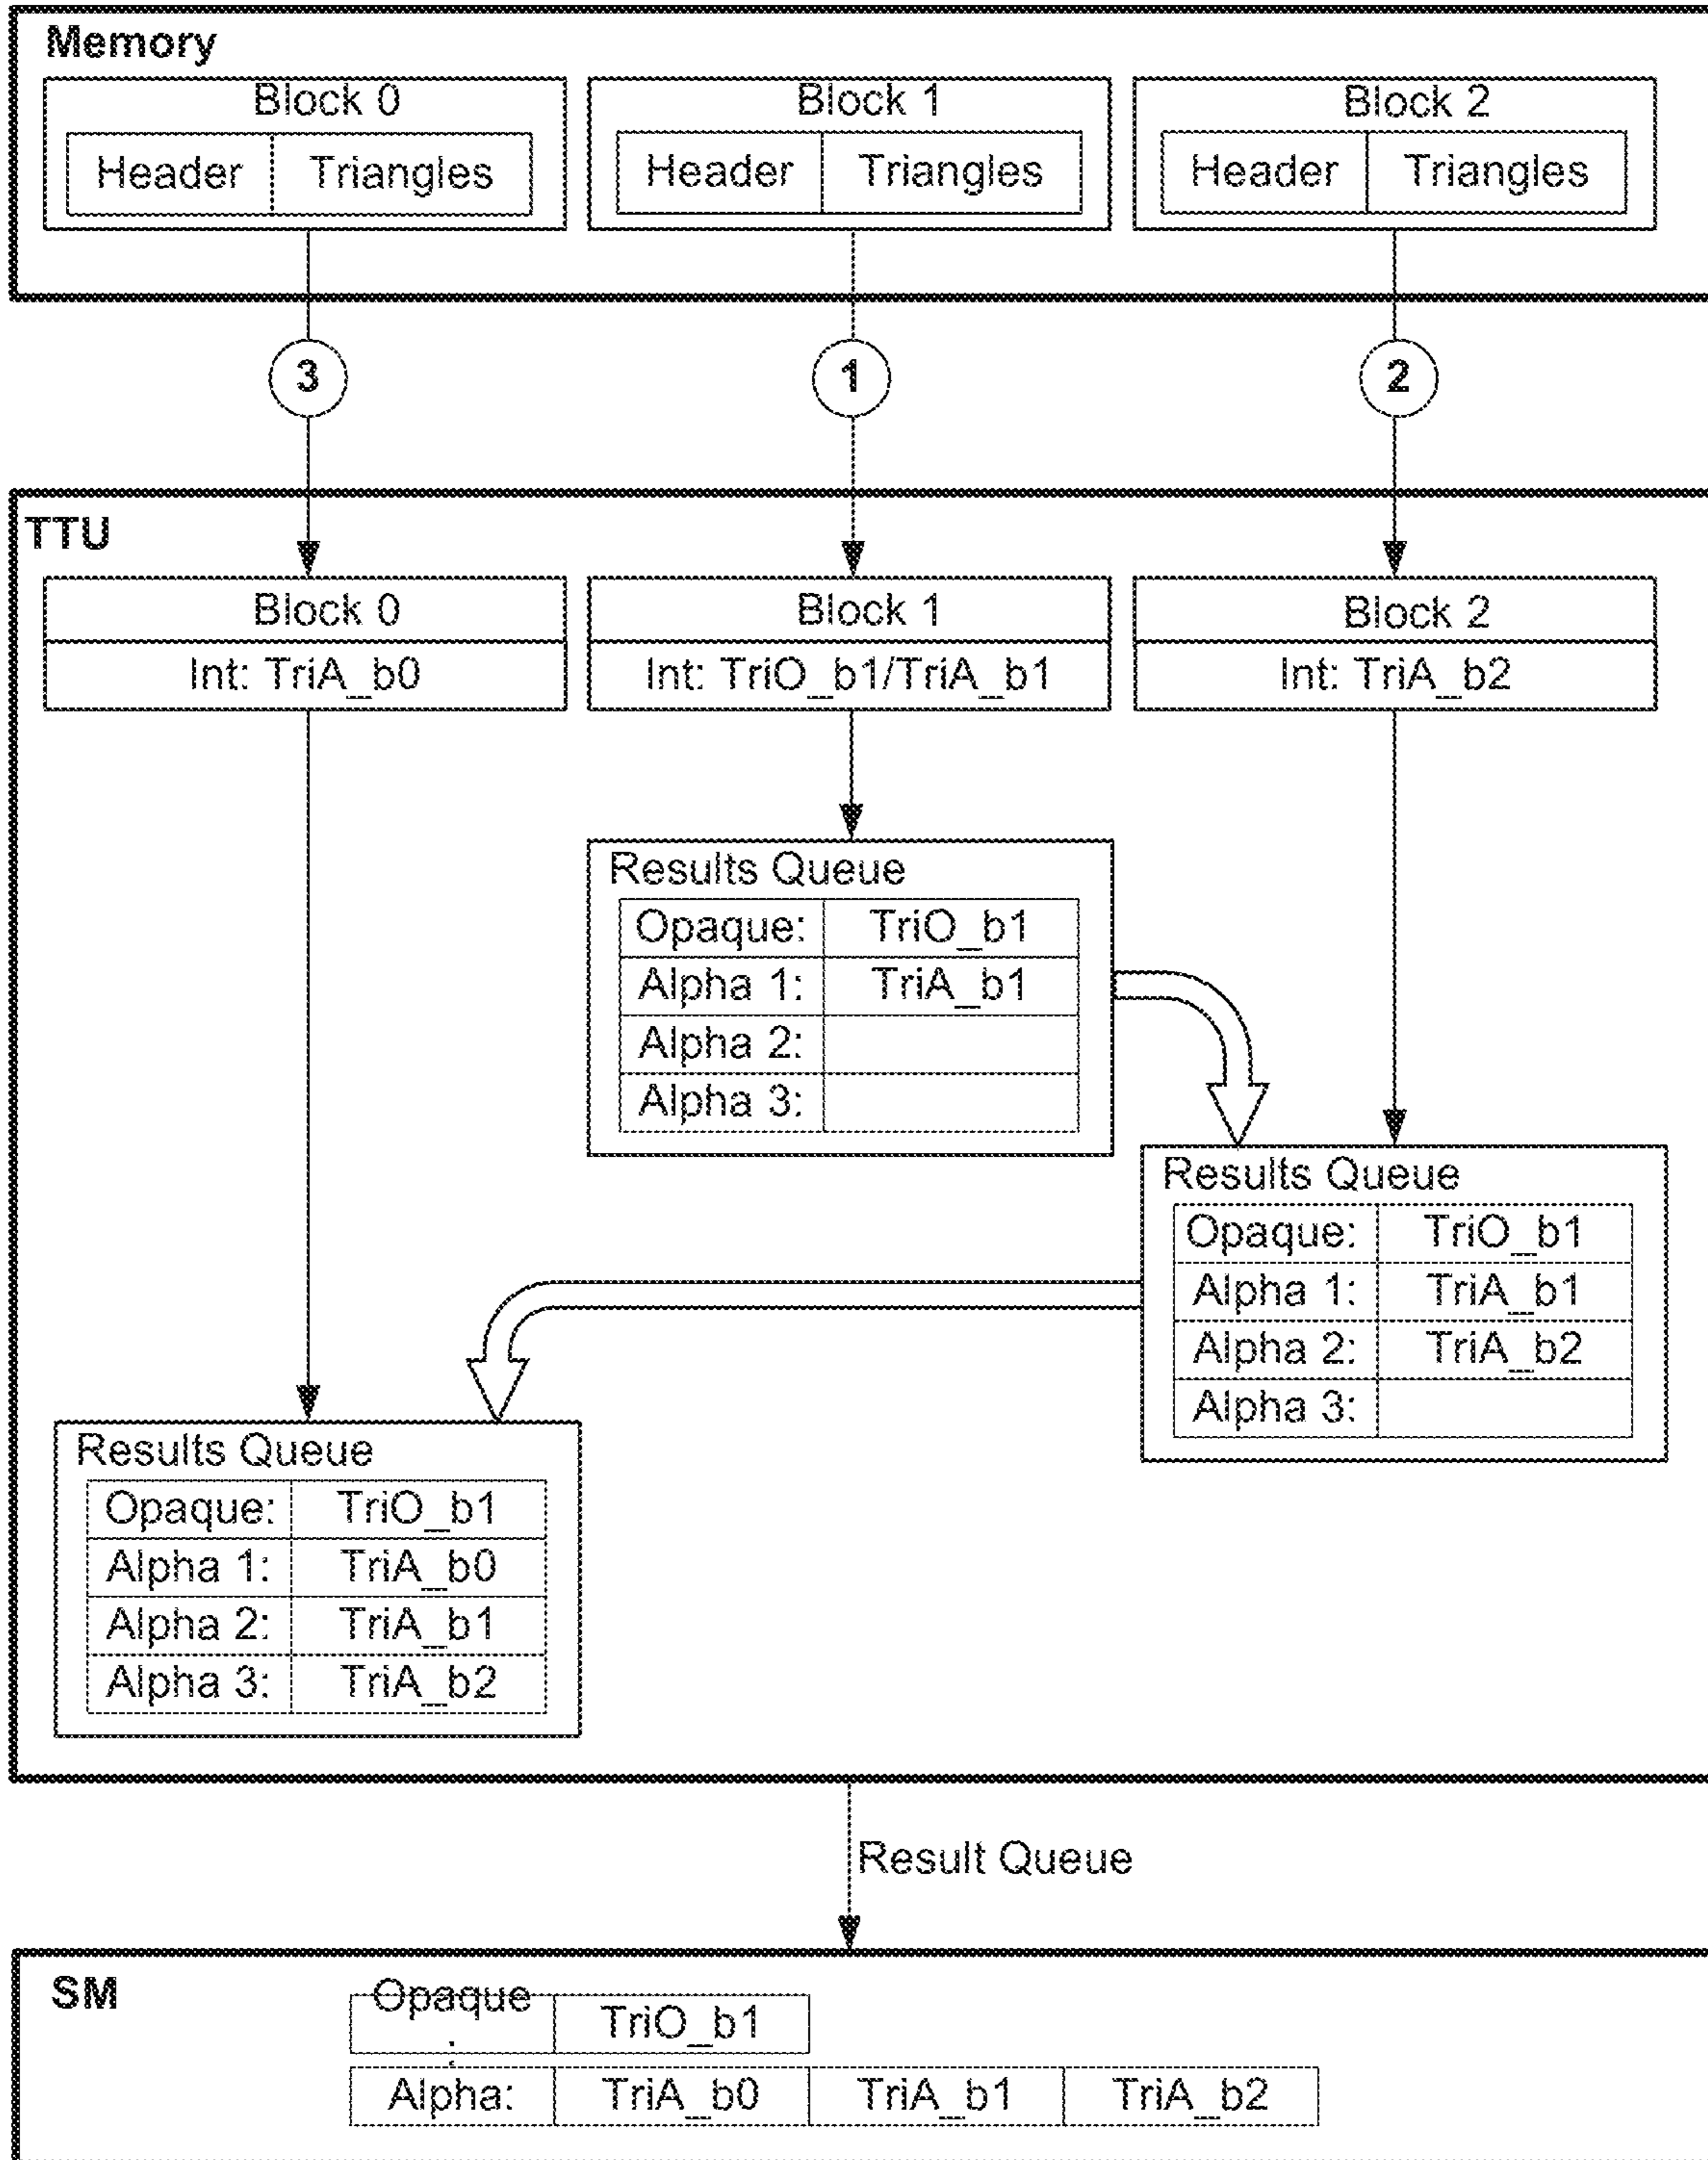 Memory
Block 0 Block 1 Block 2
Header Triangles Header Triangles Header Triangles
3 1 2
TTU
Block 0 Block 1 Block 2
Int: TriA_b0 Int: TriO_b1/TriA_b1 Int: TriA_b2
Results Queue
Opaque: TriO_b1
Alpha 1: TriA_b1
Alpha 2:
Alpha 3:
Results Queue
Opaque: TriO_b1
Alpha 1: TriA_b1
Alpha 2: TriA_b2
Alpha 3:
Results Queue
Opaque: TriO_b1
Alpha 1: TriA_b0
Alpha 2: TriA_b1
Alpha 3: TriA_b2
Result Queue
SM
Opaque: TriO_b1
Alpha: TriA_b0 TriA_b1 TriA_b2